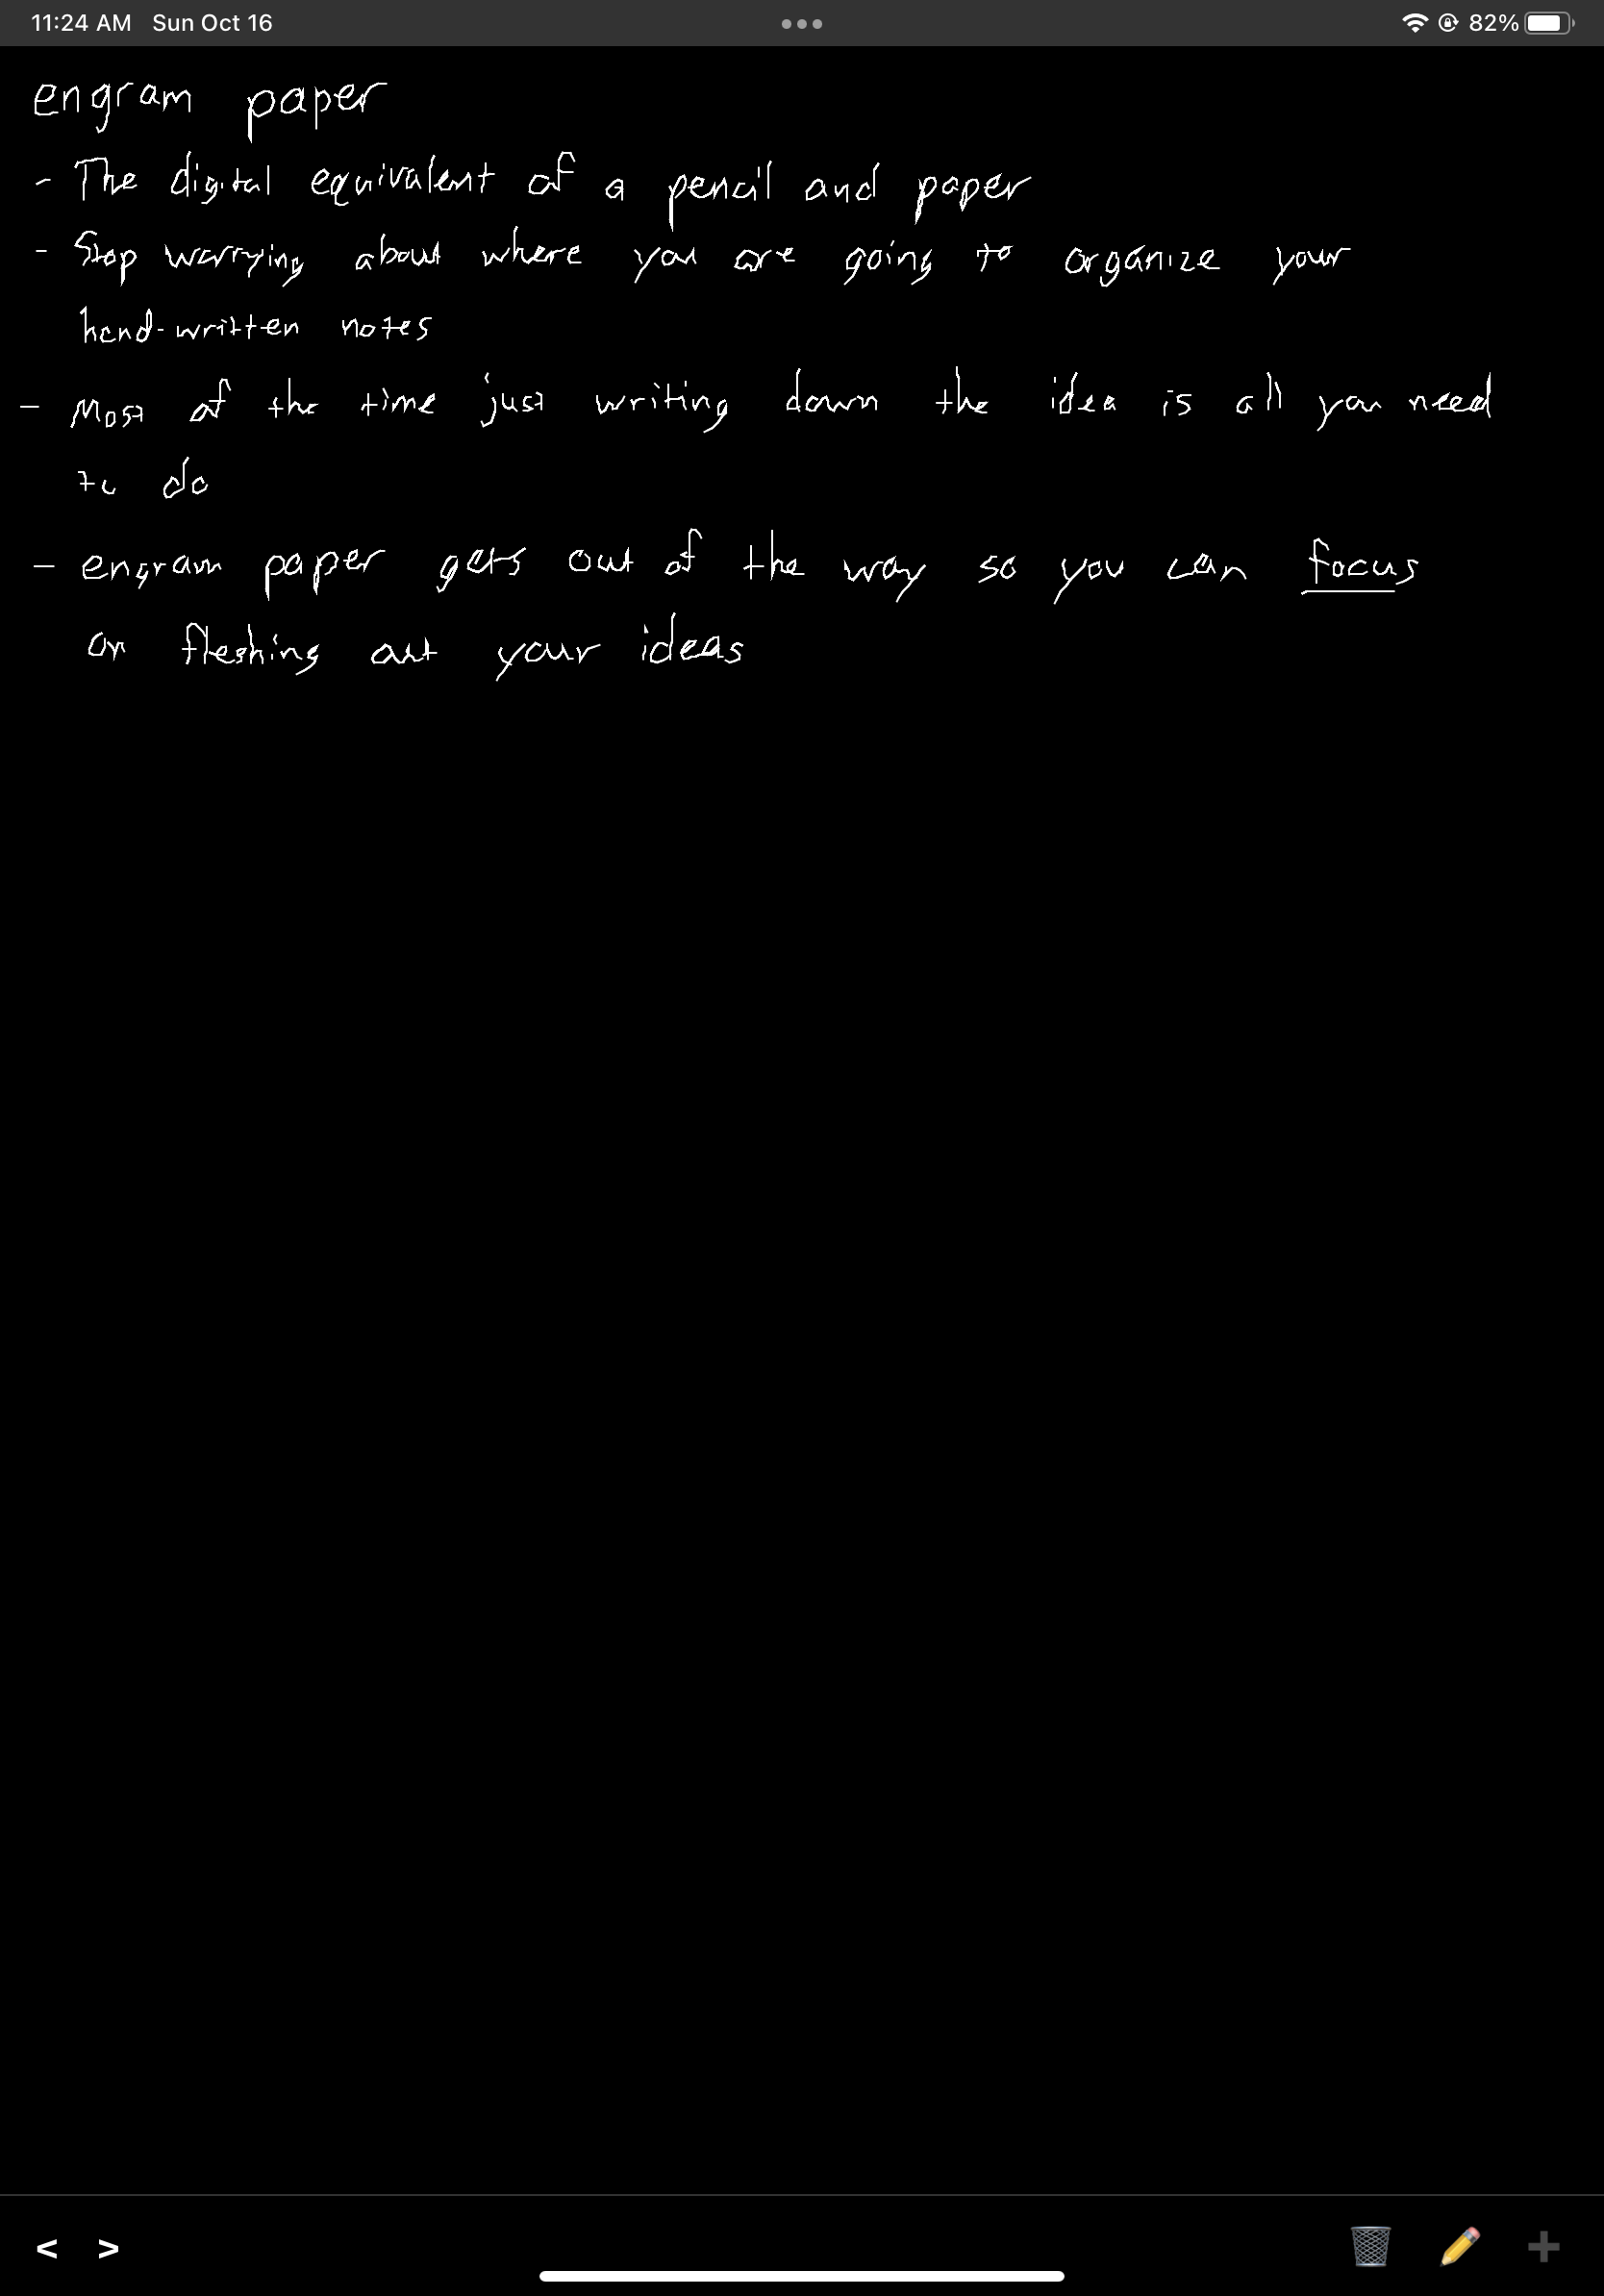 11:24 AM Sun Oct 16 82%
engram paper
- The digital equivalent of a pencil and paper
- Stop worrying about where you are going to organize your
hand-written notes
- Most of the time just writing down the idea is all you need
to do
- engram paper gets out of the way so you can focus
on fleshing out your ideas
< >